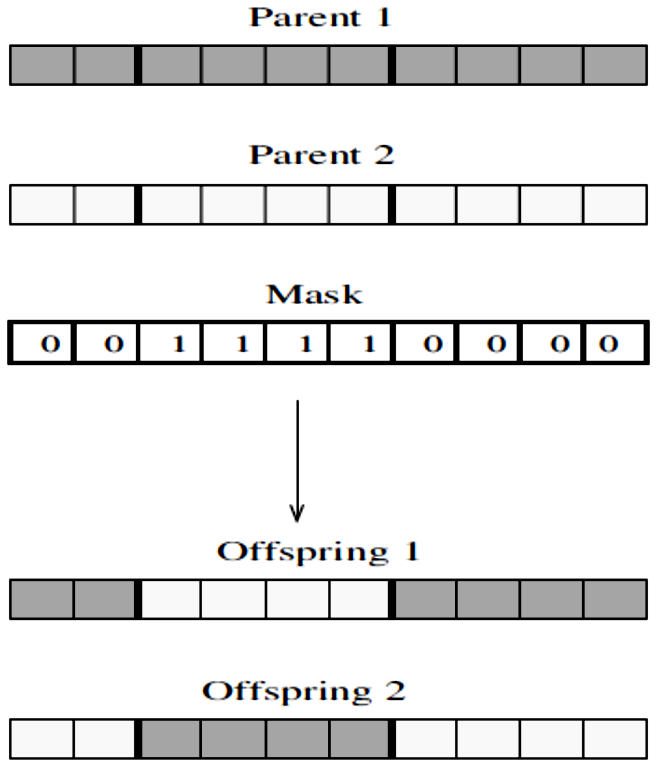 Parent 1
Parent 2
Mask
0 0 1 1 1 1 0 0 0 0
Offspring 1
Offspring 2